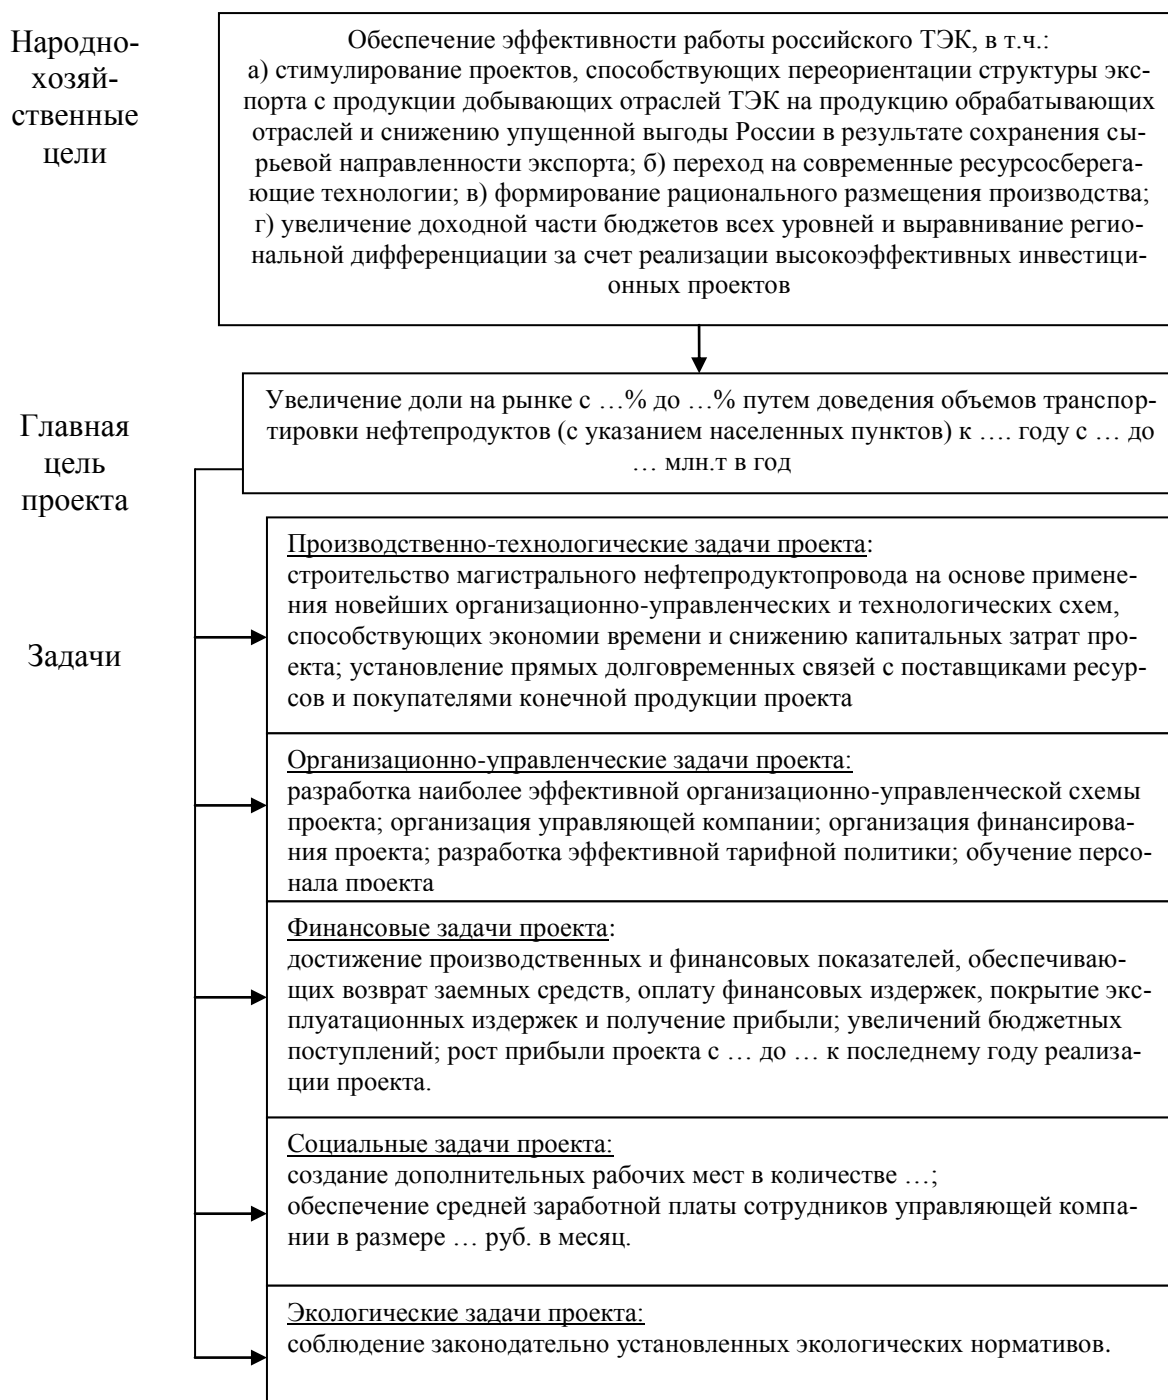 Народно-
хозяй-
ственные
цели
Обеспечение эффективности работы российского ТЭК, в т.ч.:
а) стимулирование проектов, способствующих переориентации структуры экс-
порта с продукции добывающих отраслей ТЭК на продукцию обрабатывающих
отраслей и снижению упущенной выгоды России в результате сохранения сы-
рьевой направленности экспорта; б) переход на современные ресурсосберега-
ющие технологии; в) формирование рационального размещения производства;
г) увеличение доходной части бюджетов всех уровней и выравнивание регио-
нальной дифференциации за счет реализации высокоэффективных инвестици-
онных проектов
Главная
цель
проекта
Увеличение доли на рынке с …% до …% путем доведения объемов транспор-
тировки нефтепродуктов (с указанием населенных пунктов) к …. году с … до
… млн.т в год
Задачи
Производственно-технологические задачи проекта:
строительство магистрального нефтепродуктопровода на основе примене-
ния новейших организационно-управленческих и технологических схем,
способствующих экономии времени и снижению капитальных затрат про-
екта; установление прямых долговременных связей с поставщиками ресур-
сов и покупателями конечной продукции проекта
Организационно-управленческие задачи проекта:
разработка наиболее эффективной организационно-управленческой схемы
проекта; организация управляющей компании; организация финансирова-
ния проекта; разработка эффективной тарифной политики; обучение персо-
нала проекта
Финансовые задачи проекта:
достижение производственных и финансовых показателей, обеспечиваю-
щих возврат заемных средств, оплату финансовых издержек, покрытие экс-
плуатационных издержек и получение прибыли; увеличений бюджетных
поступлений; рост прибыли проекта с … до … к последнему году реализа-
ции проекта.
Социальные задачи проекта:
создание дополнительных рабочих мест в количестве …;
обеспечение средней заработной платы сотрудников управляющей компа-
нии в размере … руб. в месяц.
Экологические задачи проекта:
соблюдение законодательно установленных экологических нормативов.